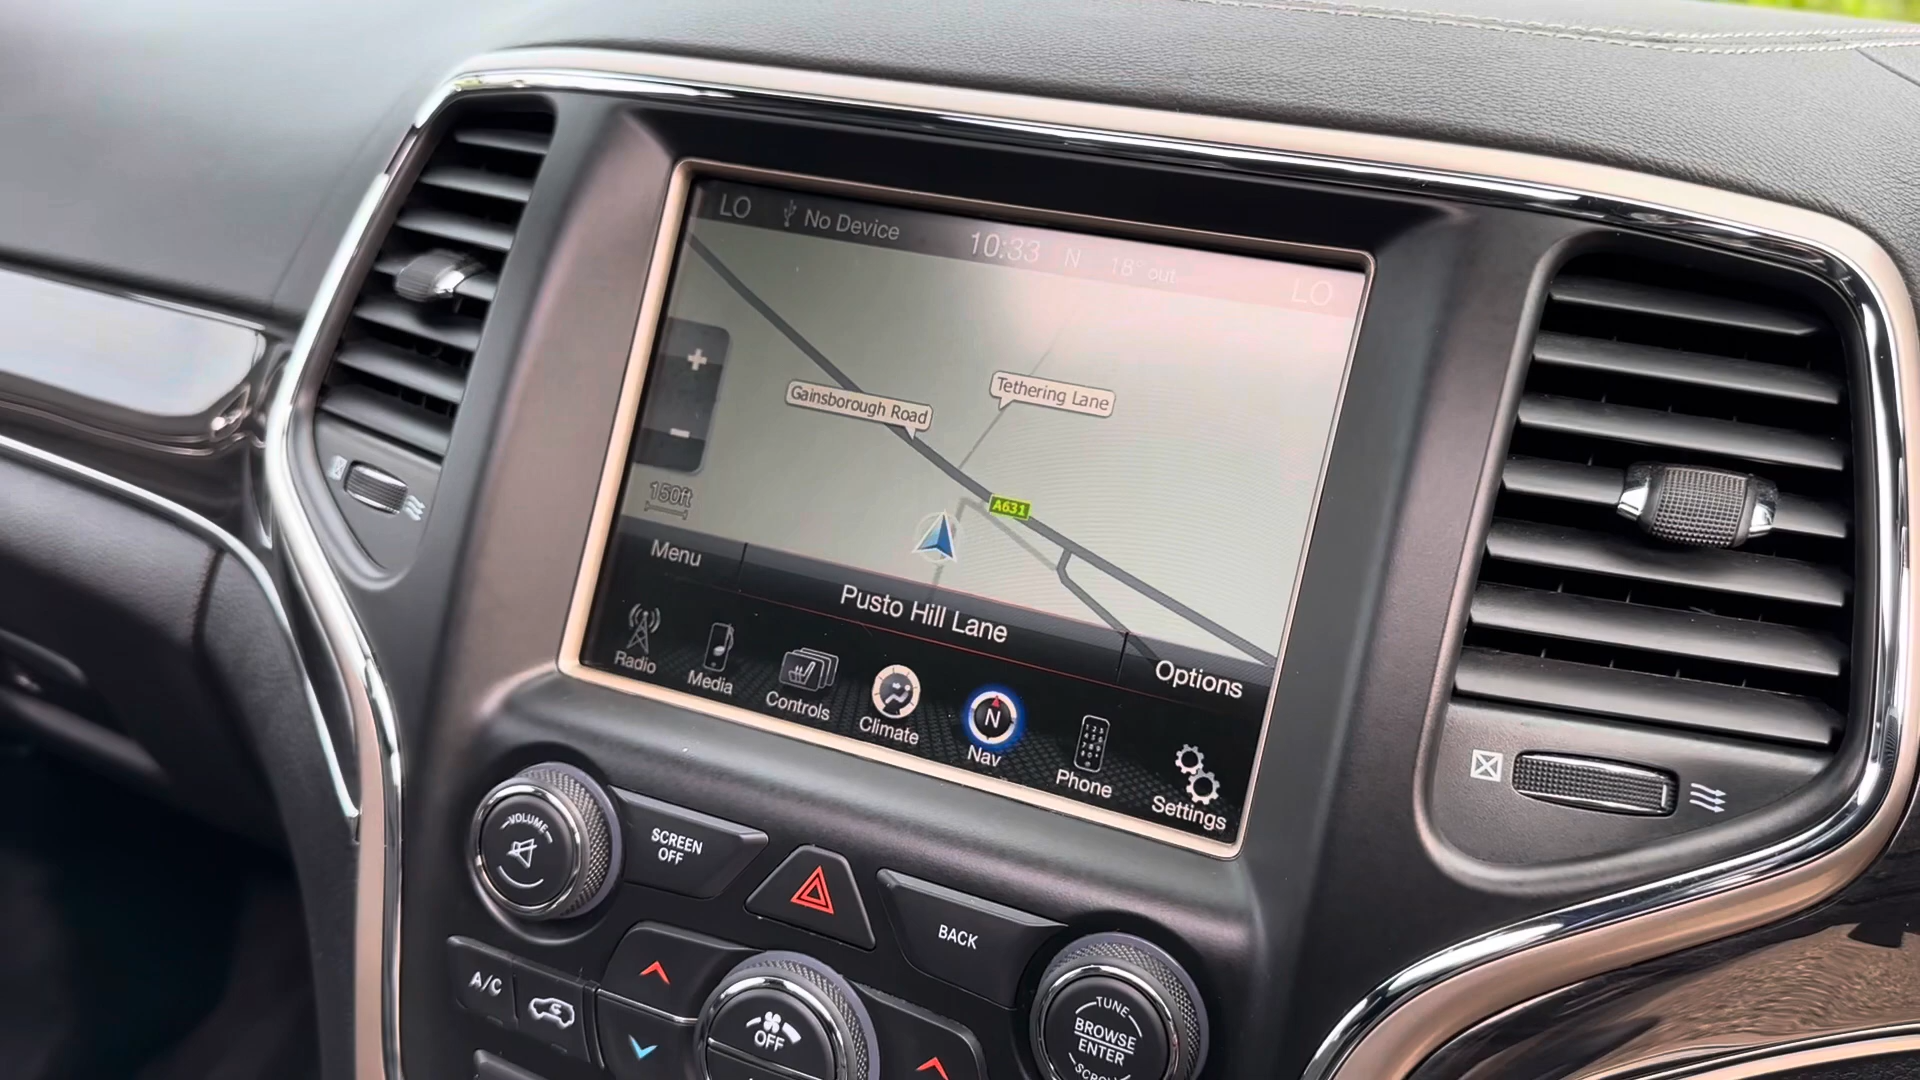 LO No Device 10:33 N 18° out LO
+
Gainsborough Road
Tethering Lane
-
150ft
A631
Menu
Pusto Hill Lane
Options
Radio
Media
Controls
Climate
N
Nav
Phone
Settings
VOLUME
SCREEN
OFF
BACK
A/C
OFF
TUNE
BROWSE
ENTER